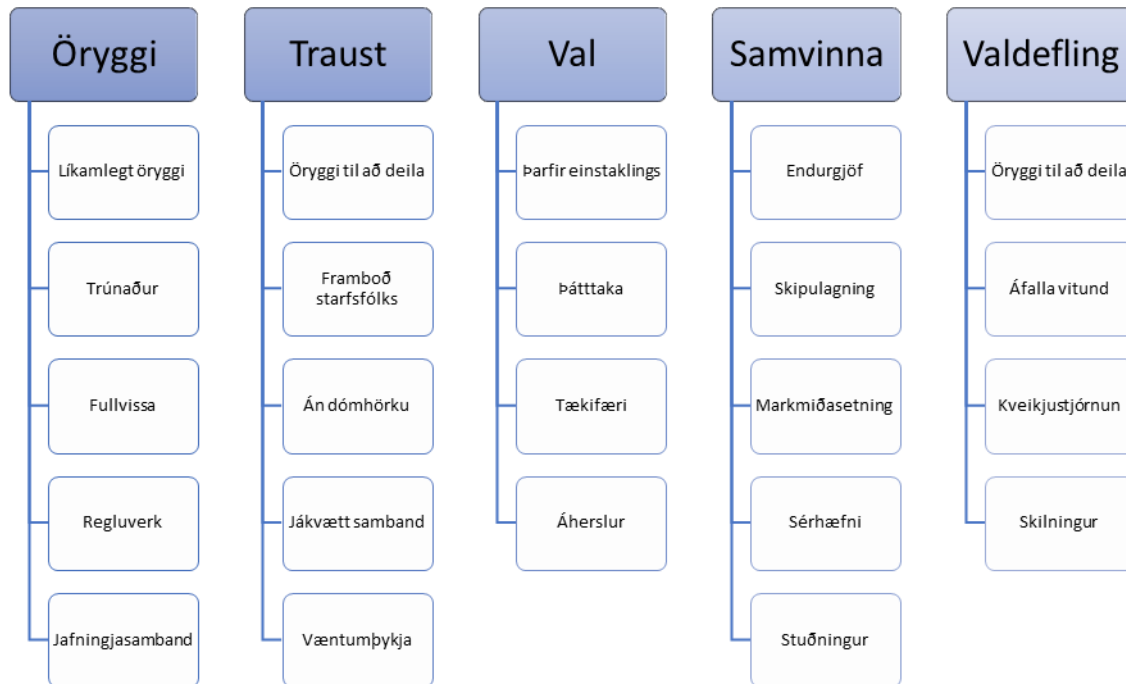 Öryggi
Líkamlegt öryggi
Trúnaður
Fullvissa
Regluverk
Jafningjasamband
Traust
Öryggi til að deila
Framboð
starfsfólks
Án dómhörku
Jákvætt samband
Væntumþykja
Val
Þarfir einstaklings
Þátttaka
Tækifæri
Áherslur
Samvinna
Endurgjöf
Skipulagning
Markmiðasetning
Sérhæfni
Stuðningur
Valdefling
Öryggi til að deila
Áfalla vitund
Kveikjustjórnun
Skilningur